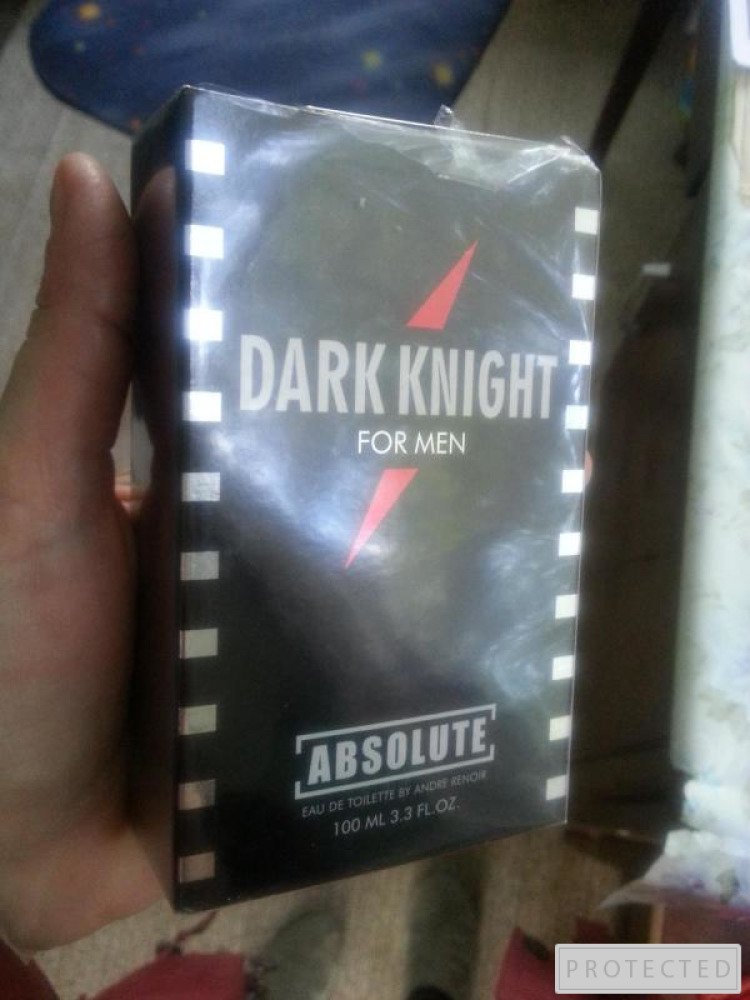 DARK KNIGHT
FOR MEN
ABSOLUTE
EAU DE TOILETTE BY ANDRE RENOIR
100 ML 3.3 FL.OZ.
PROTECTED